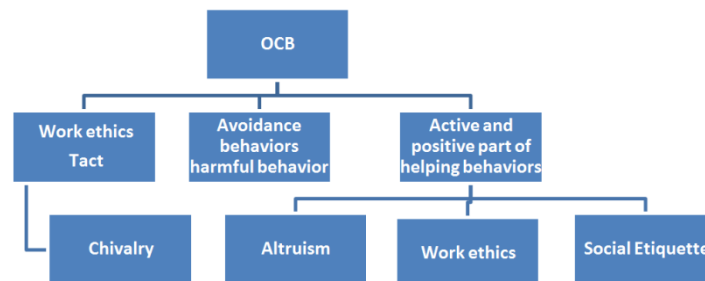 OCB
Work ethics
Tact
Avoidance
behaviors
harmful behavior
Active and
positive part of
helping behaviors
Chivalry
Altruism
Work ethics
Social Etiquette